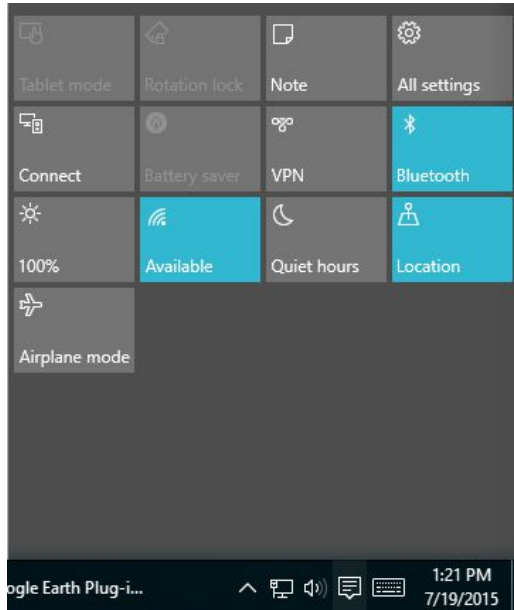 Tablet mode
Rotation lock
Note
All settings
Connect
Battery saver
VPN
Bluetooth
100%
Available
Quiet hours
Location
Airplane mode
ogle Earth Plug-i...
1:21 PM
7/19/2015